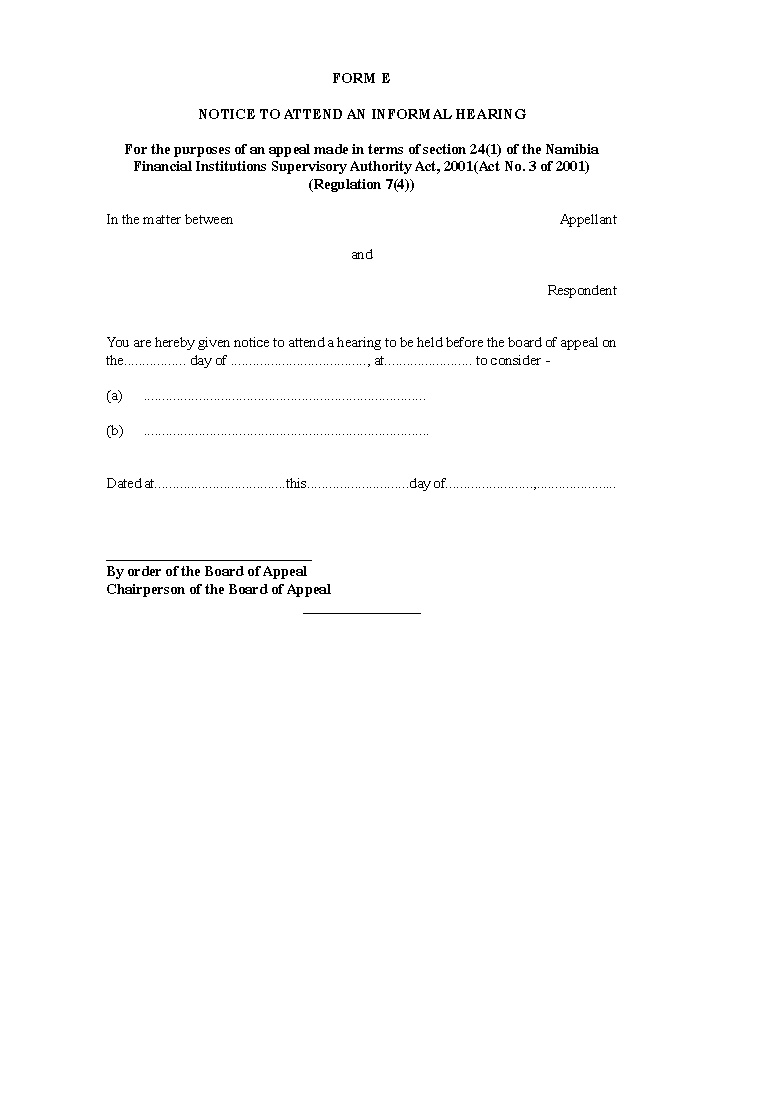 FORM E
NOTICE TO ATTEND AN INFORMAL HEARING
For the purposes of an appeal made in terms of section 24(1) of the Namibia
Financial Institutions Supervisory Authority Act, 2001(Act No. 3 of 2001)
(Regulation 7(4))
In the matter between Appellant
and
Respondent
You are hereby given notice to attend a hearing to be held before the board of appeal on
the................. day of ....................................., at........................ to consider -
(a) .............................................................................
(b) ..............................................................................
Dated at....................................this............................day of........................,......................
By order of the Board of Appeal
Chairperson of the Board of Appeal